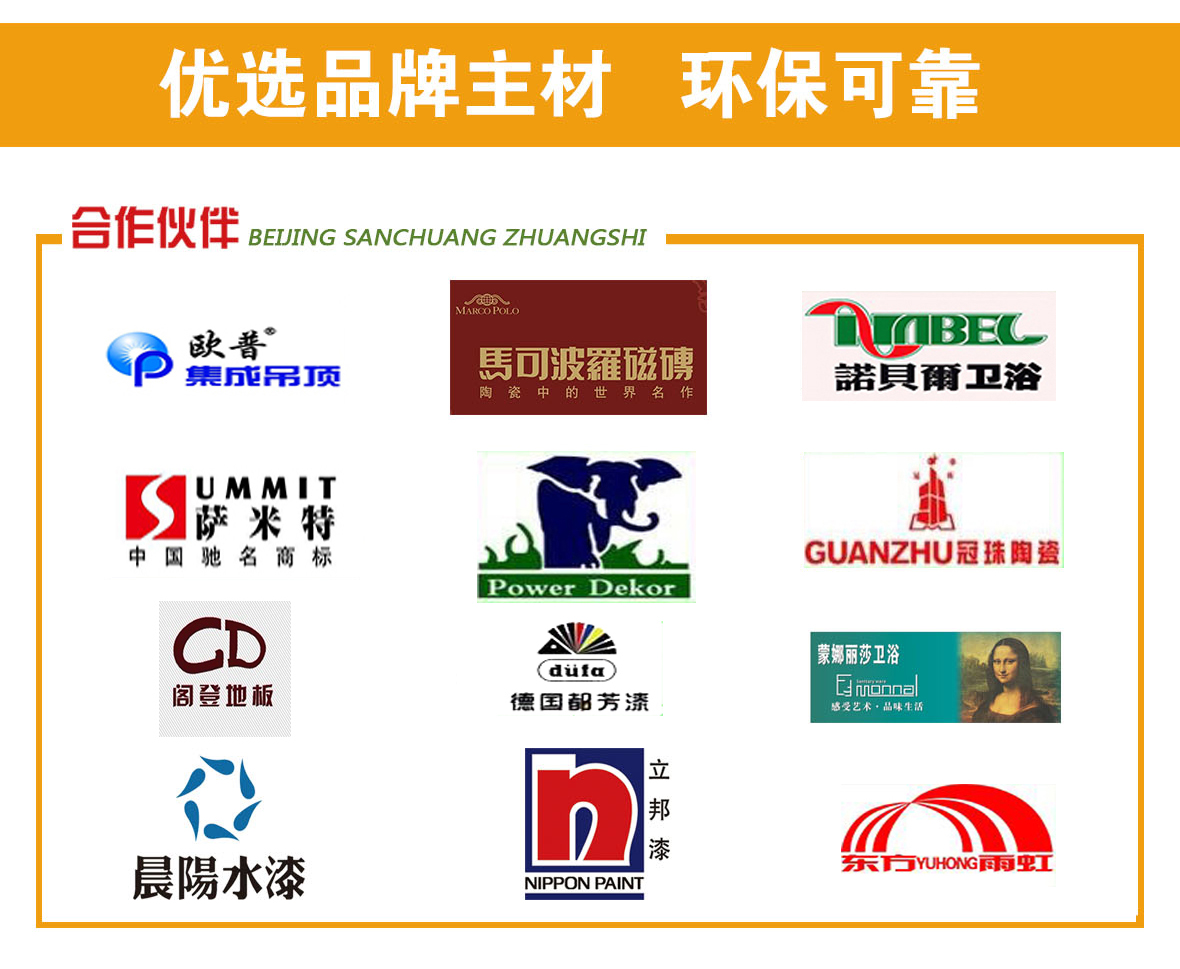 优选品牌主材 环保可靠
合作伙伴 BEIJING SANCHUANG ZHUANGSHI
欧普®
集成吊顶
MARCO POLO
馬可波羅磁磚
陶瓷中的世界名作
NABEL
諾貝爾卫浴
SUMMIT
萨米特
中国驰名商标
Power Dekor
GUANZHU冠珠陶瓷
GD
阁登地板
düfa
德国都芳漆
蒙娜丽莎卫浴
Sanitary ware
monnal
感受艺术·品味生活
晨陽水漆
立邦漆
n
NIPPON PAINT
东方YUHONG雨虹